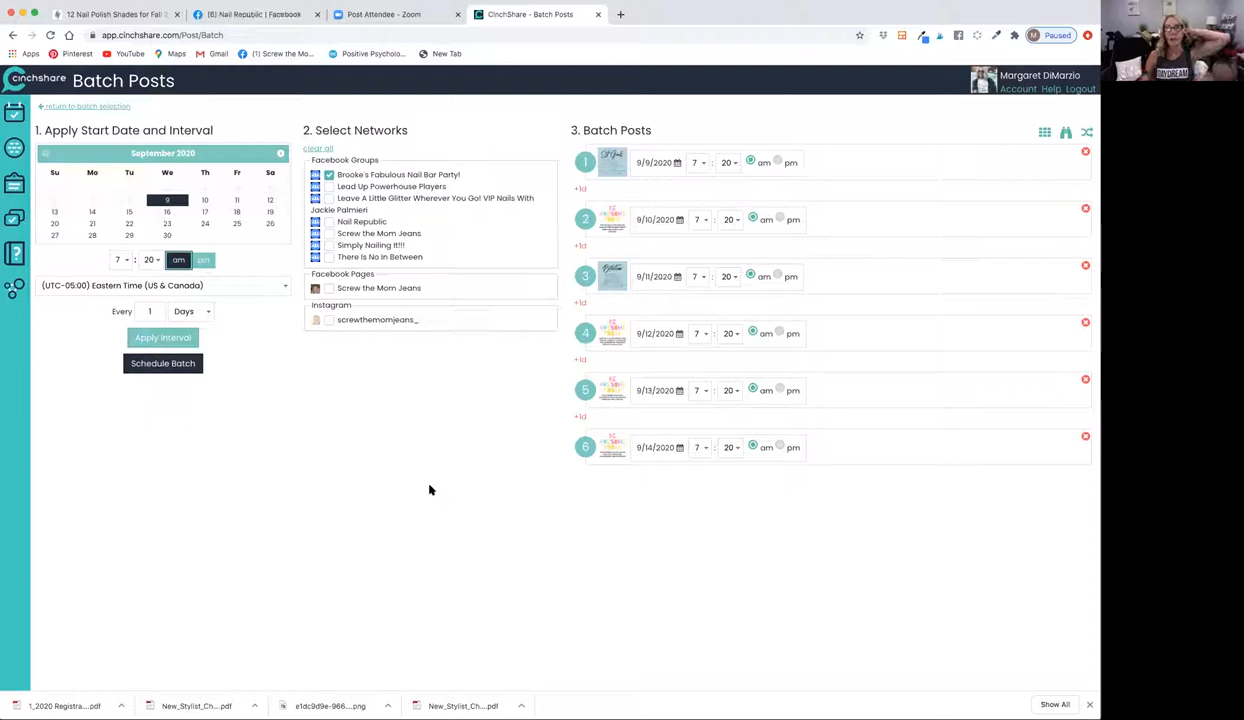 12 Nail Polish Shades for Fall 2
(6) Nail Republic | Facebook
Post Attendee - Zoom
CinchShare - Batch Posts
app.cinchshare.com/Post/Batch
Paused
Apps
Pinterest
YouTube
Maps
Gmail
(1) Screw the Mo...
Positive Psycholo...
New Tab
cinchshare
Batch Posts
Margaret DiMarzio
Account Help Logout
return to batch selection
1. Apply Start Date and Interval
September 2020
Su Mo Tu We Th Fr Sa
9 10 11 12
13 14 15 16 17 18 19
20 21 22 23 24 25 26
27 28 29 30
7 : 20 am pm
(UTC-05:00) Eastern Time (US & Canada)
Every 1 Days
Apply Interval
Schedule Batch
2. Select Networks
clear all
Facebook Groups
Brooke's Fabulous Nail Bar Party!
Lead Up Powerhouse Players
Leave A Little Glitter Wherever You Go! VIP Nails With
Jackie Palmieri
Nail Republic
Screw the Mom Jeans
Simply Nailing It!!!
There Is No In Between
Facebook Pages
Screw the Mom Jeans
Instagram
screwthemomjeans_
3. Batch Posts
1 9/9/2020 7 : 20 am pm
+1d
2 9/10/2020 7 : 20 am pm
+1d
3 9/11/2020 7 : 20 am pm
+1d
4 9/12/2020 7 : 20 am pm
+1d
5 9/13/2020 7 : 20 am pm
+1d
6 9/14/2020 7 : 20 am pm
DAYDREAM
1_2020 Registra....pdf
New_Stylist_Ch....pdf
e1dc9d9e-966....png
New_Stylist_Ch....pdf
Show All